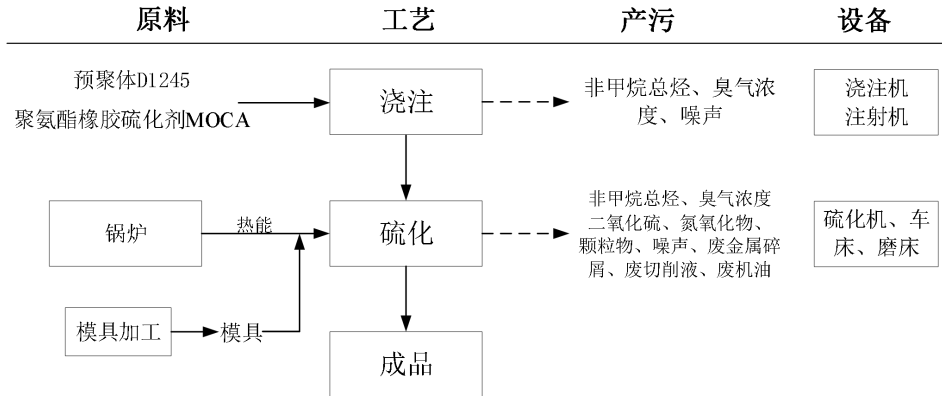 原料 工艺 产污 设备
预聚体D1245
聚氨酯橡胶硫化剂MOCA
浇注
非甲烷总烃、臭气浓
度、噪声
浇注机
注射机
锅炉
热能
硫化
非甲烷总烃、臭气浓度
二氧化硫、氮氧化物、
颗粒物、噪声、废金属碎
屑、废切削液、废机油
硫化机、车
床、磨床
模具加工
模具
成品